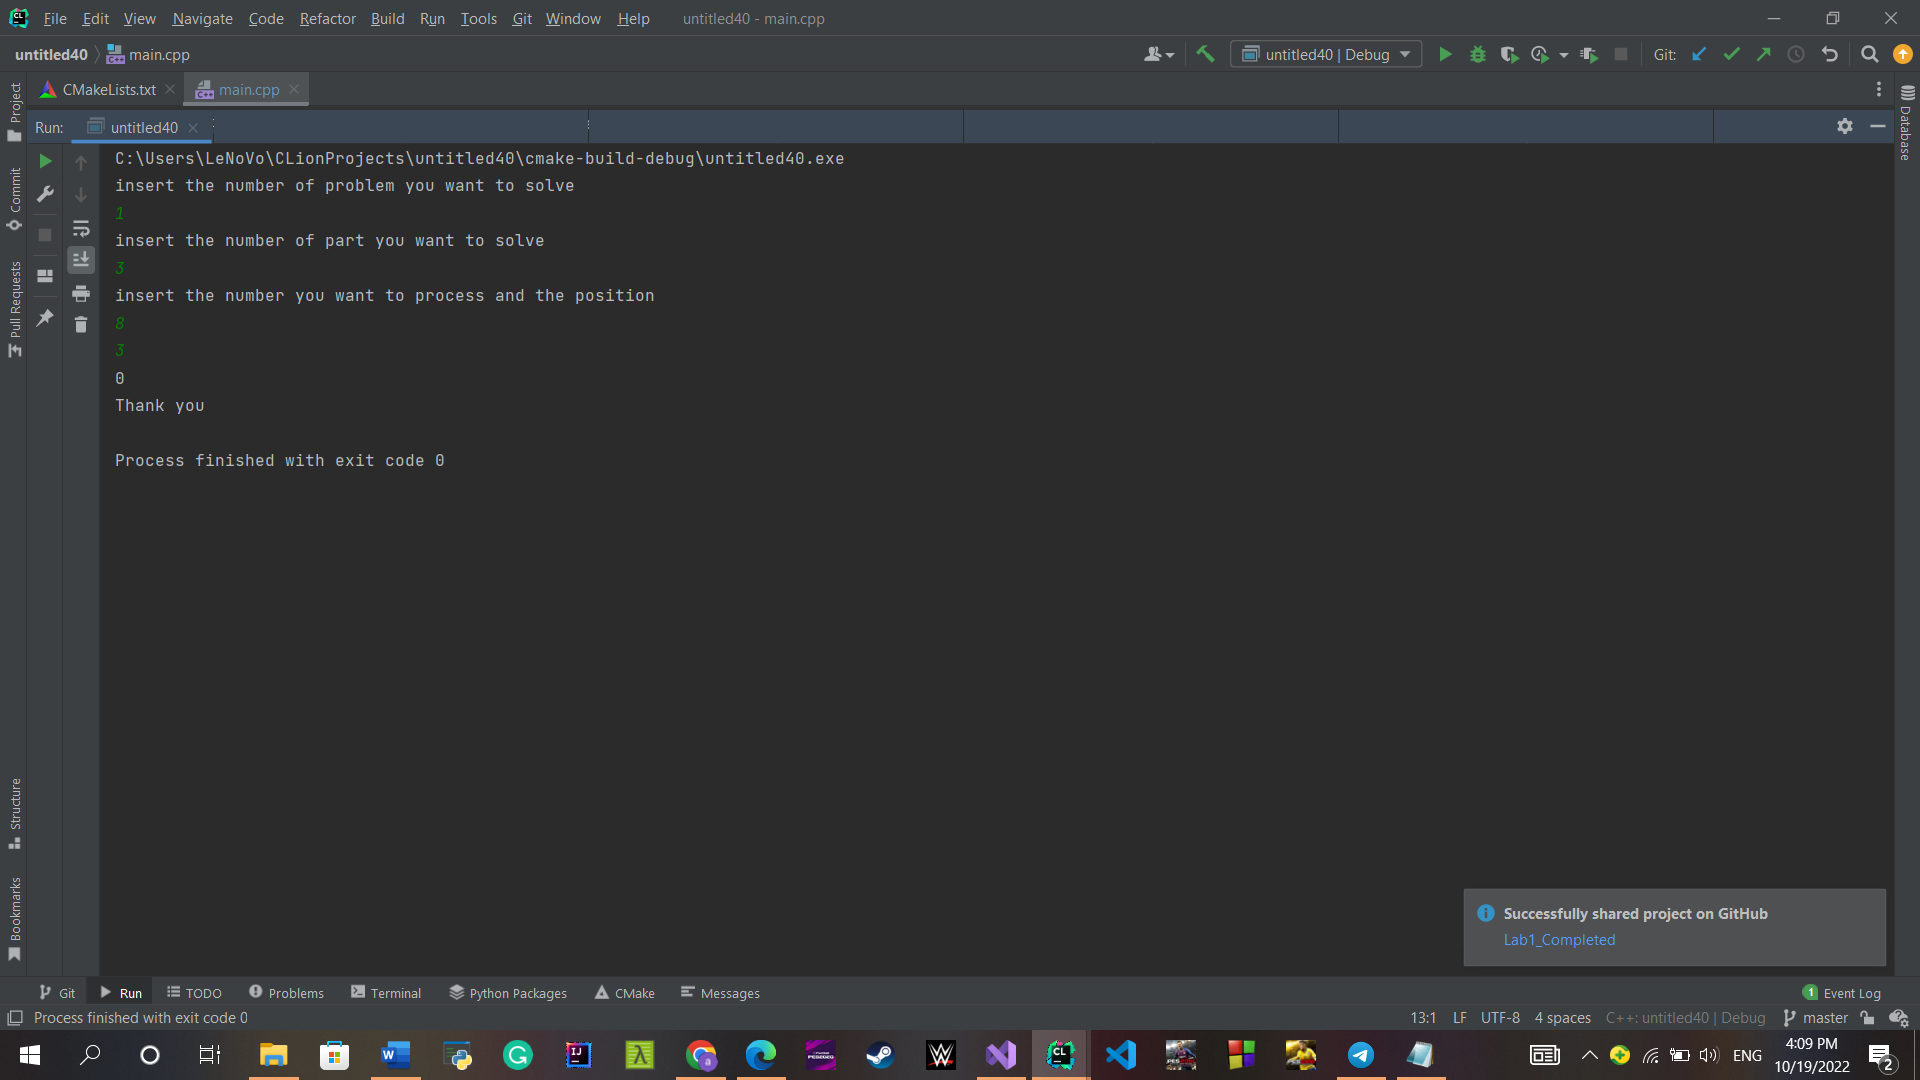 File Edit View Navigate Code Refactor Build Run Tools Git Window Help untitled40 - main.cpp
untitled40 main.cpp untitled40 | Debug Git:
CMakeLists.txt main.cpp
Run: untitled40
Project
Commit
Pull Requests
Structure
Bookmarks
Database
C:\Users\LeNoVo\CLionProjects\untitled40\cmake-build-debug\untitled40.exe
insert the number of problem you want to solve
1
insert the number of part you want to solve
3
insert the number you want to process and the position
8
3
0
Thank you
Process finished with exit code 0
Successfully shared project on GitHub
Lab1_Completed
Git Run TODO Problems Terminal Python Packages CMake Messages 1 Event Log
Process finished with exit code 0 13:1 LF UTF-8 4 spaces C++: untitled40 | Debug master
ENG 4:09 PM
10/19/2022 2